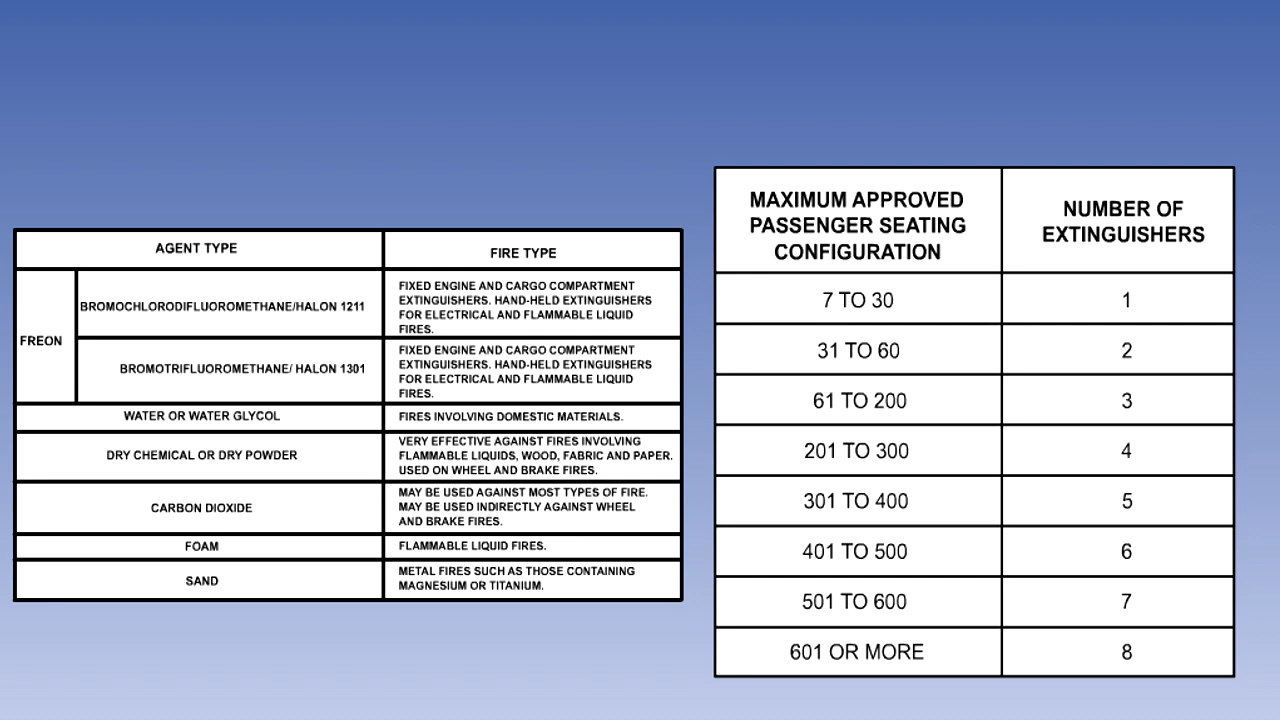 AGENT TYPE
FIRE TYPE
FREON
BROMOCHLORODIFLUOROMETHANE/HALON 1211
FIXED ENGINE AND CARGO COMPARTMENT
EXTINGUISHERS. HAND-HELD EXTINGUISHERS
FOR ELECTRICAL AND FLAMMABLE LIQUID
FIRES.
BROMOTRIFLUOROMETHANE/ HALON 1301
FIXED ENGINE AND CARGO COMPARTMENT
EXTINGUISHERS. HAND-HELD EXTINGUISHERS
FOR ELECTRICAL AND FLAMMABLE LIQUID
FIRES.
WATER OR WATER GLYCOL
FIRES INVOLVING DOMESTIC MATERIALS.
DRY CHEMICAL OR DRY POWDER
VERY EFFECTIVE AGAINST FIRES INVOLVING
FLAMMABLE LIQUIDS, WOOD, FABRIC AND PAPER.
USED ON WHEEL AND BRAKE FIRES.
CARBON DIOXIDE
MAY BE USED AGAINST MOST TYPES OF FIRE.
MAY BE USED INDIRECTLY AGAINST WHEEL
AND BRAKE FIRES.
FOAM
FLAMMABLE LIQUID FIRES.
SAND
METAL FIRES SUCH AS THOSE CONTAINING
MAGNESIUM OR TITANIUM.
MAXIMUM APPROVED
PASSENGER SEATING
CONFIGURATION
NUMBER OF
EXTINGUISHERS
7 TO 30
1
31 TO 60
2
61 TO 200
3
201 TO 300
4
301 TO 400
5
401 TO 500
6
501 TO 600
7
601 OR MORE
8